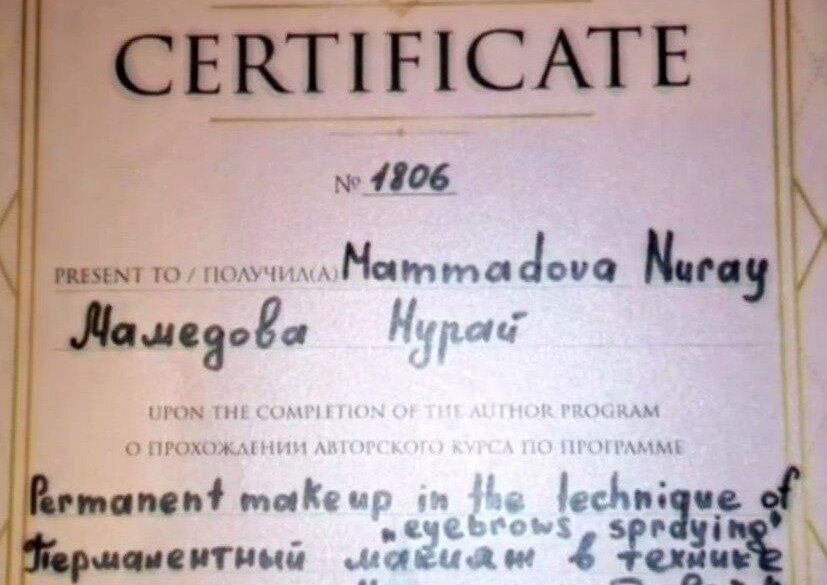 CERTIFICATE
№ 1806
PRESENT TO / ПОЛУЧИЛ(А) Mammadova Nuray
Мамедова Нурай
UPON THE COMPLETION OF THE AUTHOR PROGRAM
О ПРОХОЖДЕНИИ АВТОРСКОГО КУРСА ПО ПРОГРАММЕ
Permanent makeup in the technique of
„eyebrows spraying"
Перманентный макияж в технике